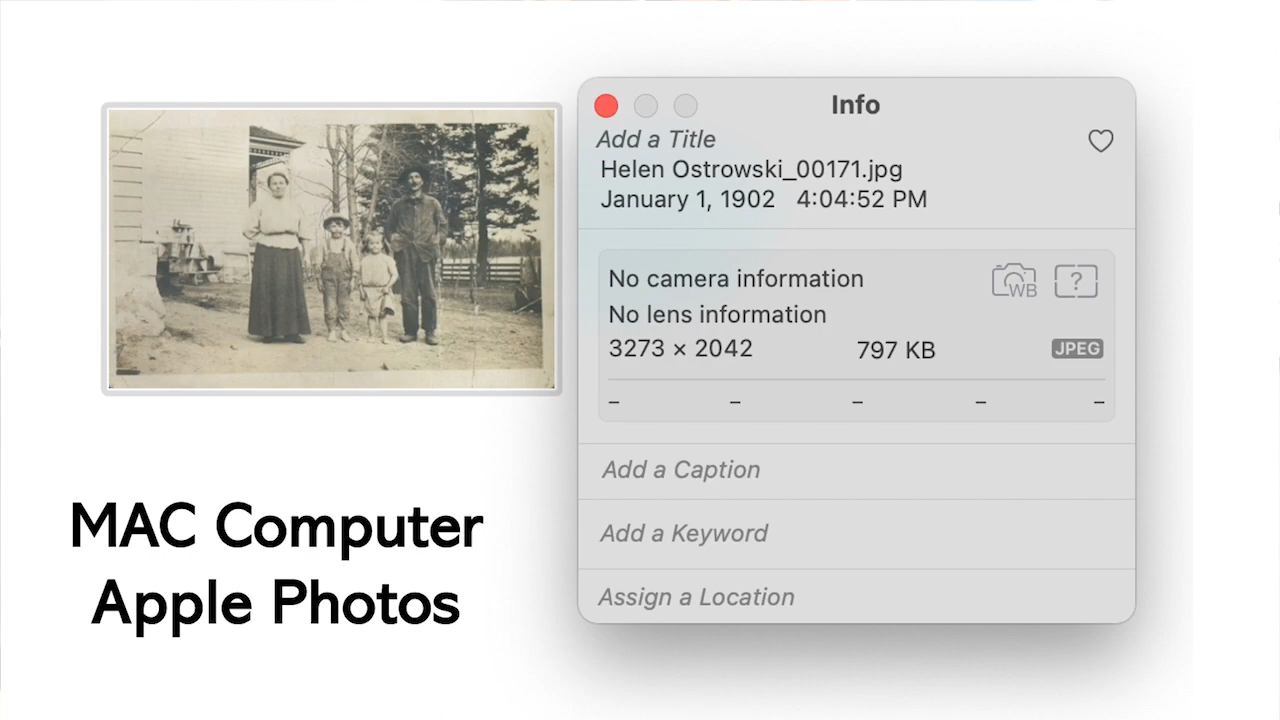 Info
Add a Title
Helen Ostrowski_00171.jpg
January 1, 1902 4:04:52 PM
No camera information
WB
?
No lens information
3273 × 2042 797 KB JPEG
– – – – –
Add a Caption
Add a Keyword
Assign a Location
MAC Computer
Apple Photos